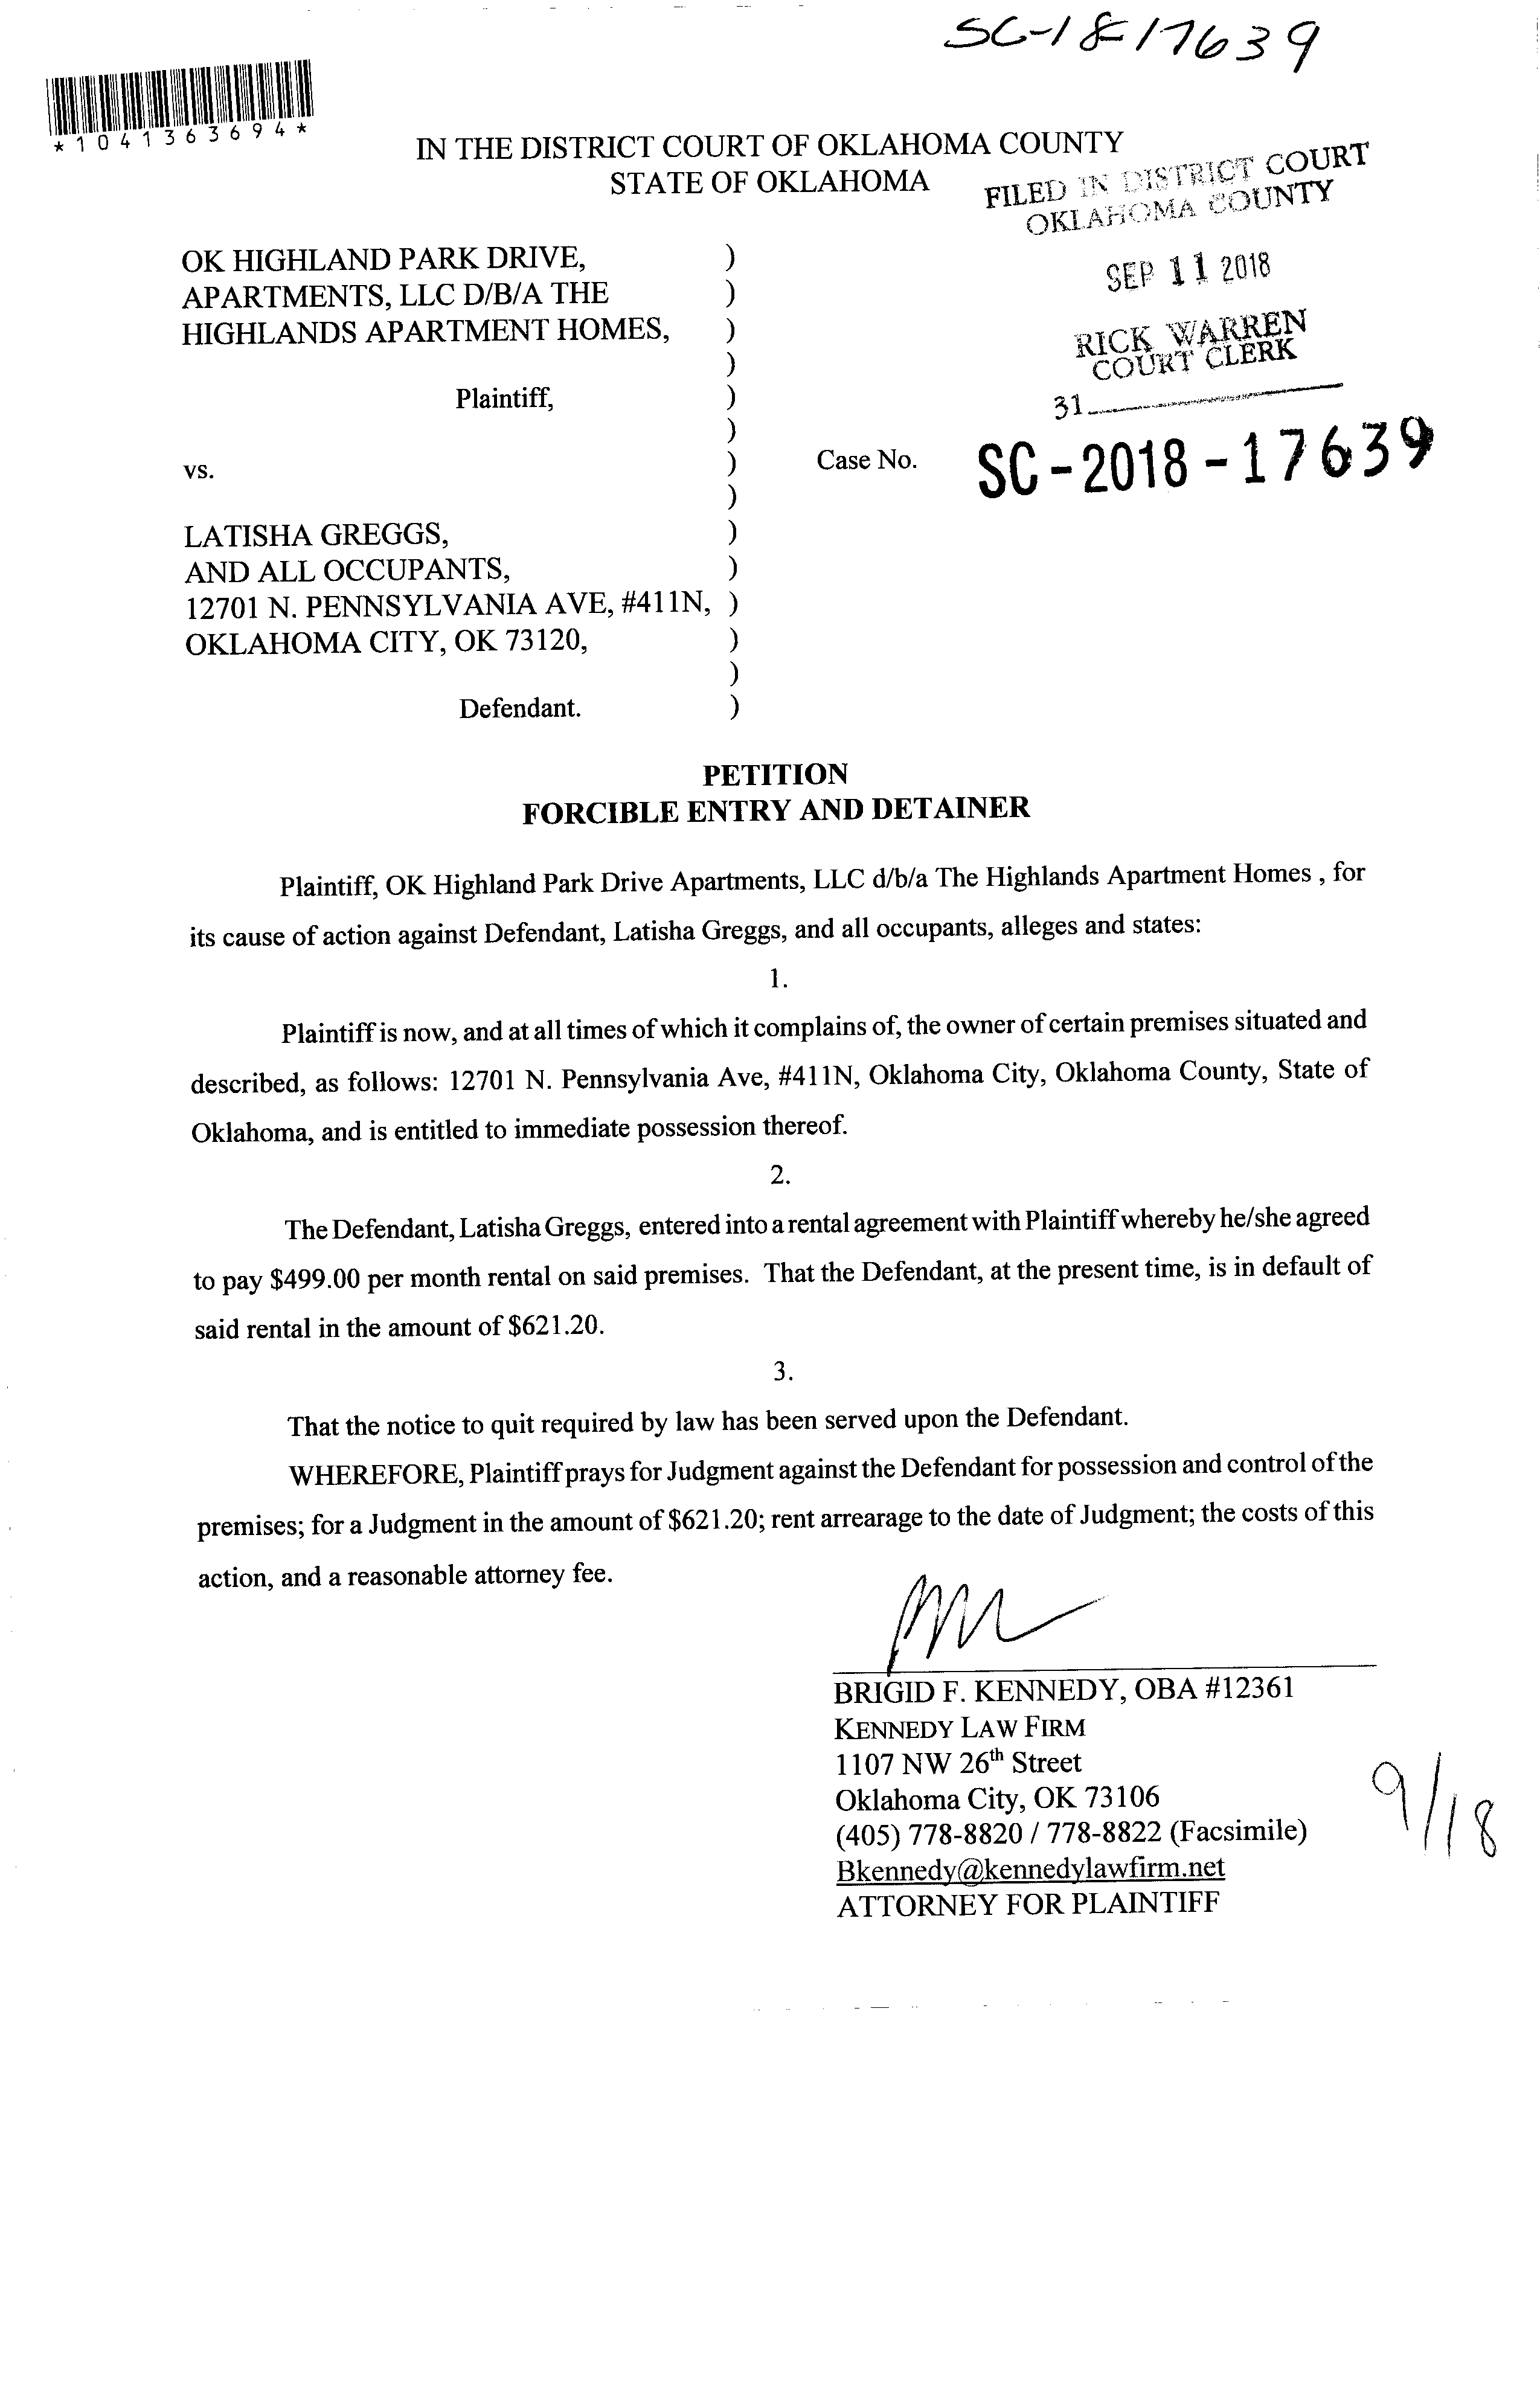 SC-18-17639
*1041363694*
IN THE DISTRICT COURT OF OKLAHOMA COUNTY
STATE OF OKLAHOMA
FILED IN DISTRICT COURT
OKLAHOMA COUNTY
SEP 11 2018
RICK WARREN
COURT CLERK
31
OK HIGHLAND PARK DRIVE, )
APARTMENTS, LLC D/B/A THE )
HIGHLANDS APARTMENT HOMES, )
)
Plaintiff, )
)
vs. ) Case No. SC-2018-17639
)
LATISHA GREGGS, )
AND ALL OCCUPANTS, )
12701 N. PENNSYLVANIA AVE, #411N, )
OKLAHOMA CITY, OK 73120, )
)
Defendant. )
PETITION
FORCIBLE ENTRY AND DETAINER
Plaintiff, OK Highland Park Drive Apartments, LLC d/b/a The Highlands Apartment Homes , for
its cause of action against Defendant, Latisha Greggs, and all occupants, alleges and states:
1.
Plaintiff is now, and at all times of which it complains of, the owner of certain premises situated and
described, as follows: 12701 N. Pennsylvania Ave, #411N, Oklahoma City, Oklahoma County, State of
Oklahoma, and is entitled to immediate possession thereof.
2.
The Defendant, Latisha Greggs, entered into a rental agreement with Plaintiff whereby he/she agreed
to pay $499.00 per month rental on said premises. That the Defendant, at the present time, is in default of
said rental in the amount of $621.20.
3.
That the notice to quit required by law has been served upon the Defendant.
WHEREFORE, Plaintiff prays for Judgment against the Defendant for possession and control of the
premises; for a Judgment in the amount of $621.20; rent arrearage to the date of Judgment; the costs of this
action, and a reasonable attorney fee.
BRIGID F. KENNEDY, OBA #12361
KENNEDY LAW FIRM
1107 NW 26th Street
Oklahoma City, OK 73106
(405) 778-8820 / 778-8822 (Facsimile)
Bkennedy@kennedylawfirm.net
ATTORNEY FOR PLAINTIFF
9/18